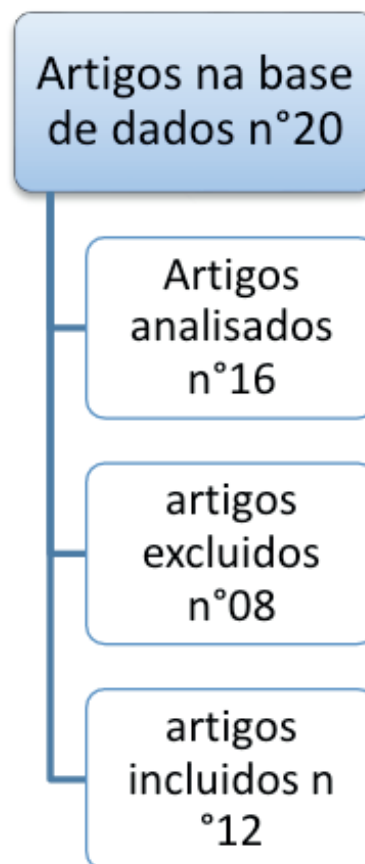 Artigos na base
de dados n°20
Artigos
analisados
n°16
artigos
excluidos
n°08
artigos
incluidos n
°12